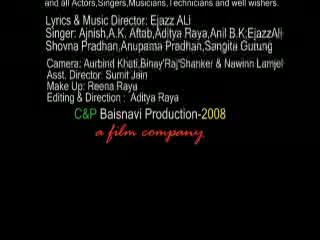 and all Actors,Singers,Musicians,Technicians and well wishers.
Lyrics & Music Director: Ejazz ALi
Singer: Ajnish,A.K. Aftab,Aditya Raya,Anil B.K.EjazzAli
Shovna Pradhan,Anupama Pradhan,Sangita Gurung
Camera: Aurbind Khati,Binay Raj Shanker & Nawinn Lamjel
Asst, Director: Sumit Jain
Make Up: Reena Raya
Editing & Direction : Aditya Raya
C&P Baisnavi Production-2008
a film company